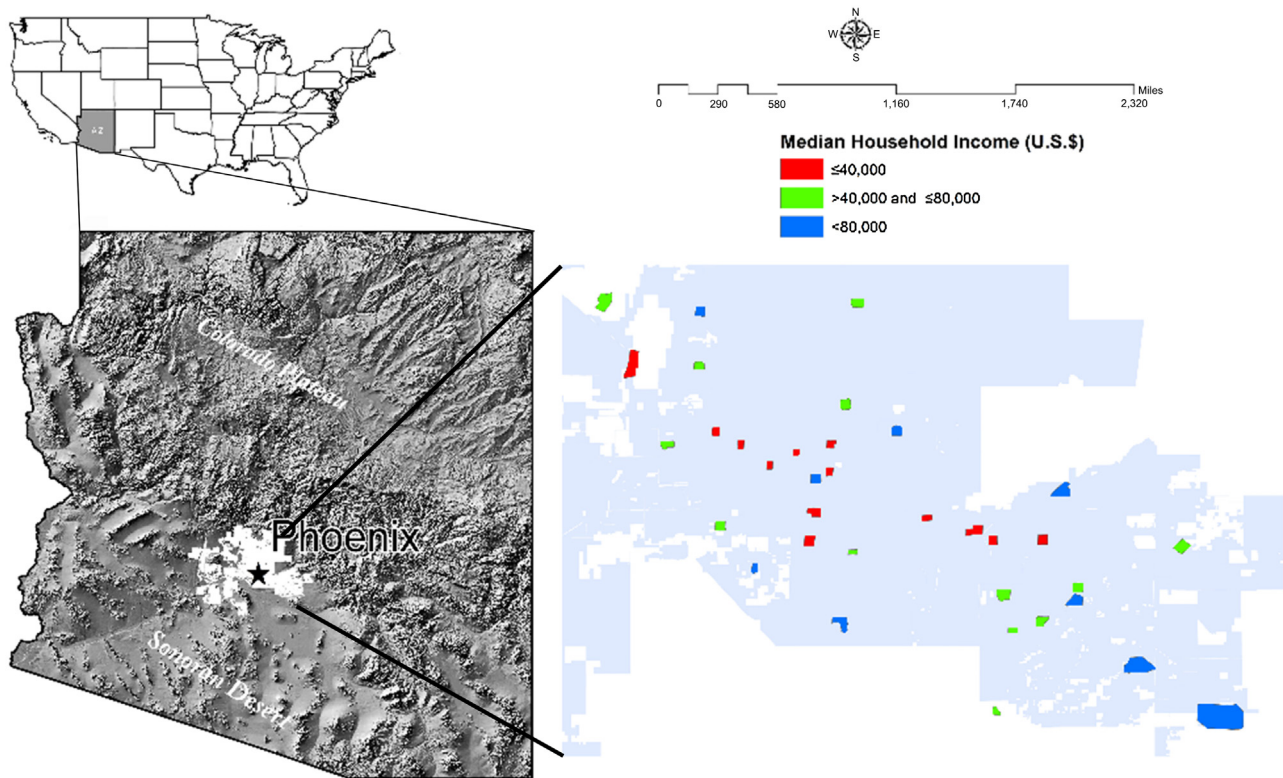 N
W E
S
Miles
0 290 580 1,160 1,740 2,320
AZ
Median Household Income (U.S.$)
≤40,000
>40,000 and ≤80,000
<80,000
Colorado Plateau
Phoenix
Sonoran Desert